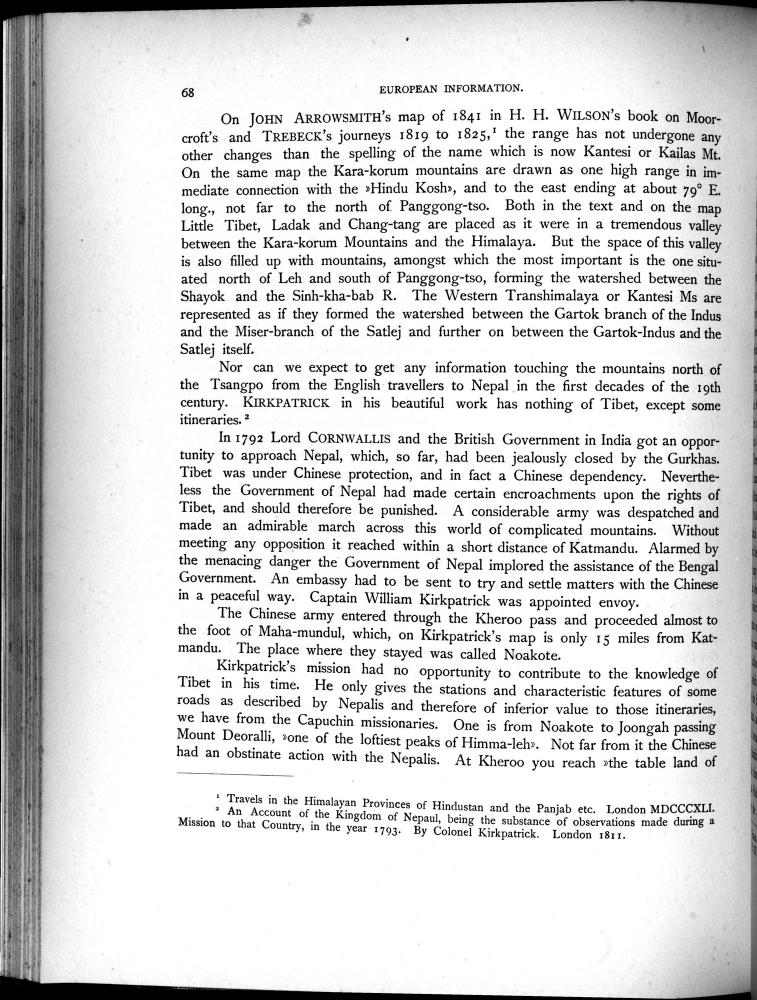 68
EUROPEAN INFORMATION.
On JOHN ARROWSMITH's map of 1841 in H. H. WILSON's book on Moor-
croft's and TREBECK's journeys 1819 to 1825,¹ the range has not undergone any
other changes than the spelling of the name which is now Kantesi or Kailas Mt.
On the same map the Kara-korum mountains are drawn as one high range in im-
mediate connection with the »Hindu Kosh», and to the east ending at about 79° E.
long., not far to the north of Panggong-tso. Both in the text and on the map
Little Tibet, Ladak and Chang-tang are placed as it were in a tremendous valley
between the Kara-korum Mountains and the Himalaya. But the space of this valley
is also filled up with mountains, amongst which the most important is the one situ-
ated north of Leh and south of Panggong-tso, forming the watershed between the
Shayok and the Sinh-kha-bab R. The Western Transhimalaya or Kantesi Ms are
represented as if they formed the watershed between the Gartok branch of the Indus
and the Miser-branch of the Satlej and further on between the Gartok-Indus and the
Satlej itself.
Nor can we expect to get any information touching the mountains north of
the Tsangpo from the English travellers to Nepal in the first decades of the 19th
century. KIRKPATRICK in his beautiful work has nothing of Tibet, except some
itineraries.²
In 1792 Lord CORNWALLIS and the British Government in India got an oppor-
tunity to approach Nepal, which, so far, had been jealously closed by the Gurkhas.
Tibet was under Chinese protection, and in fact a Chinese dependency. Neverthe-
less the Government of Nepal had made certain encroachments upon the rights of
Tibet, and should therefore be punished. A considerable army was despatched and
made an admirable march across this world of complicated mountains. Without
meeting any opposition it reached within a short distance of Katmandu. Alarmed by
the menacing danger the Government of Nepal implored the assistance of the Bengal
Government. An embassy had to be sent to try and settle matters with the Chinese
in a peaceful way. Captain William Kirkpatrick was appointed envoy.
The Chinese army entered through the Kheroo pass and proceeded almost to
the foot of Maha-mundul, which, on Kirkpatrick's map is only 15 miles from Kat-
mandu. The place where they stayed was called Noakote.
Kirkpatrick's mission had no opportunity to contribute to the knowledge of
Tibet in his time. He only gives the stations and characteristic features of some
roads as described by Nepalis and therefore of inferior value to those itineraries,
we have from the Capuchin missionaries. One is from Noakote to Joongah passing
Mount Deoralli, »one of the loftiest peaks of Himma-leh». Not far from it the Chinese
had an obstinate action with the Nepalis. At Kheroo you reach »the table land of
¹ Travels in the Himalayan Provinces of Hindustan and the Panjab etc. London MDCCCXLI.
² An Account of the Kingdom of Nepaul, being the substance of observations made during a
Mission to that Country, in the year 1793. By Colonel Kirkpatrick. London 1811.